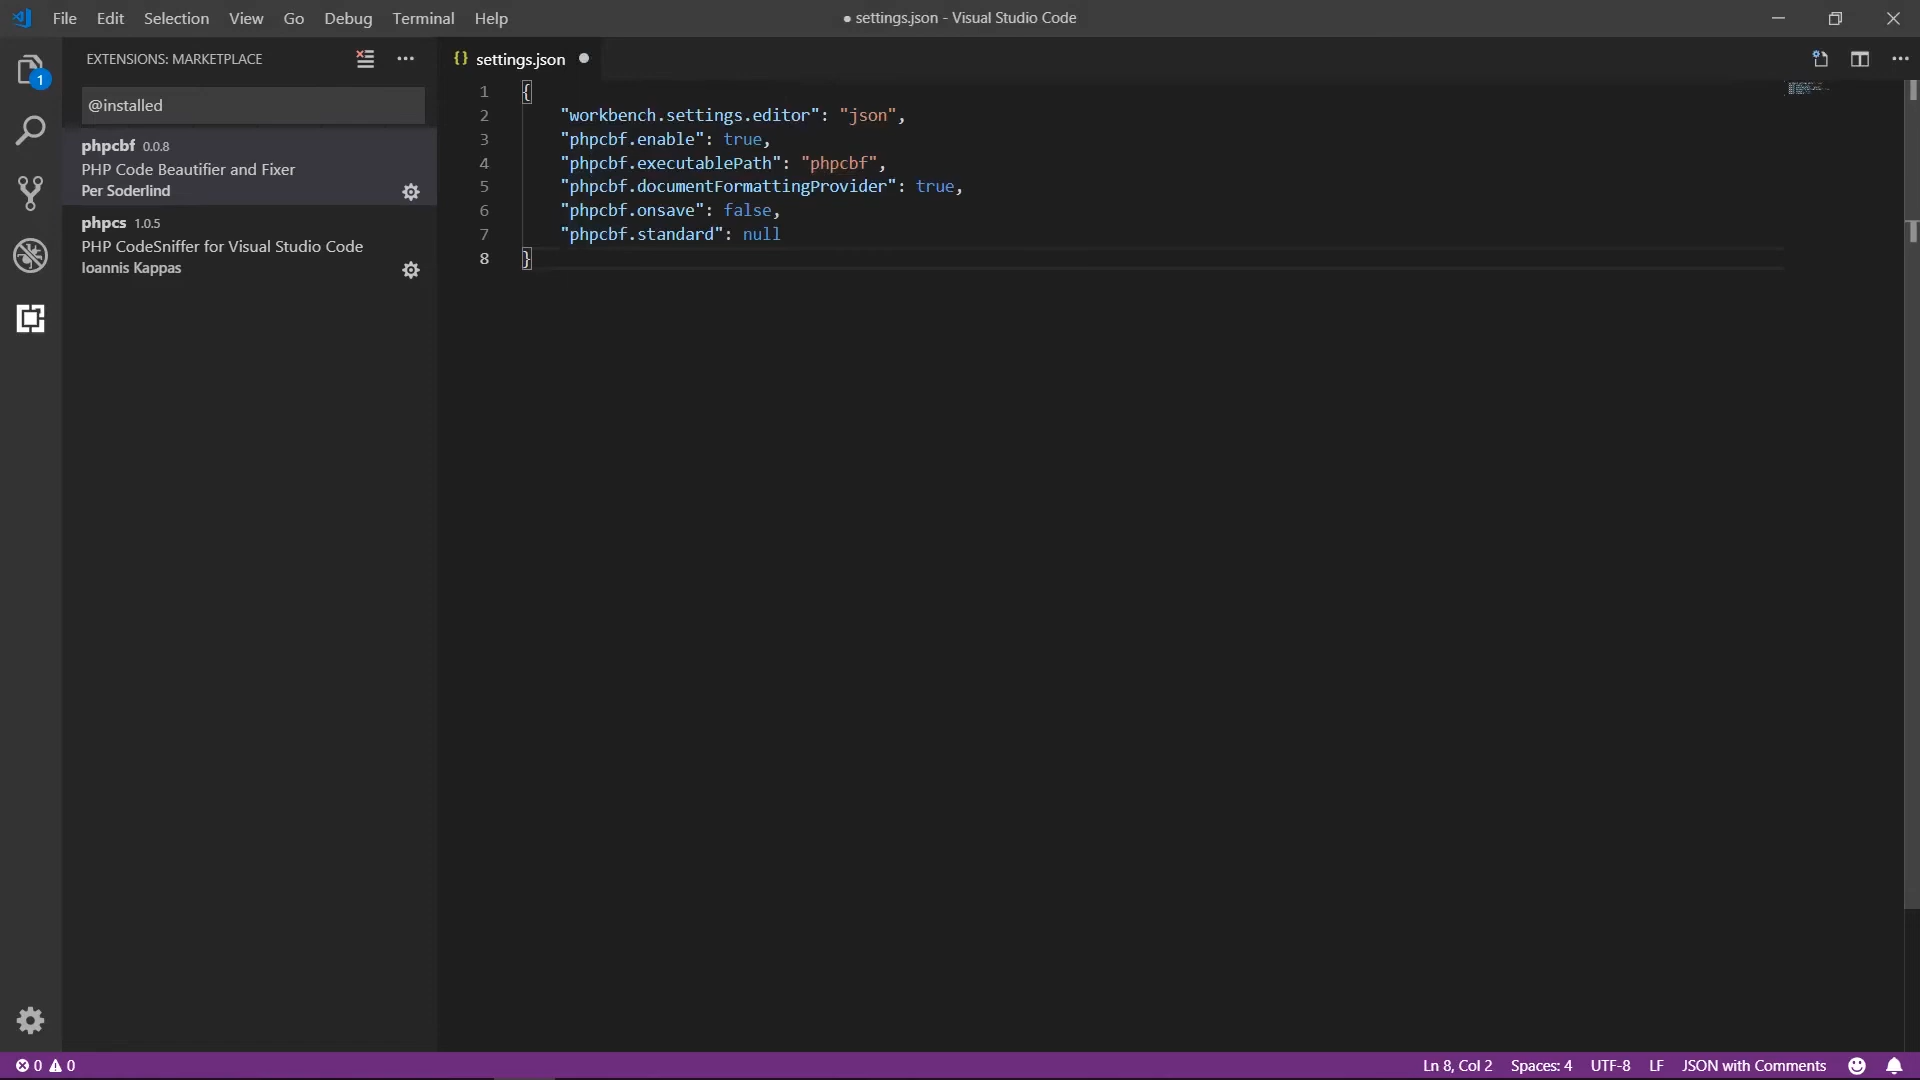 File Edit Selection View Go Debug Terminal Help
● settings.json - Visual Studio Code
EXTENSIONS: MARKETPLACE
@installed
phpcbf 0.0.8
PHP Code Beautifier and Fixer
Per Soderlind
phpcs 1.0.5
PHP CodeSniffer for Visual Studio Code
Ioannis Kappas
1
{} settings.json ●
1 {
2 "workbench.settings.editor": "json",
3 "phpcbf.enable": true,
4 "phpcbf.executablePath": "phpcbf",
5 "phpcbf.documentFormattingProvider": true,
6 "phpcbf.onsave": false,
7 "phpcbf.standard": null
8 }
0 0
Ln 8, Col 2 Spaces: 4 UTF-8 LF JSON with Comments